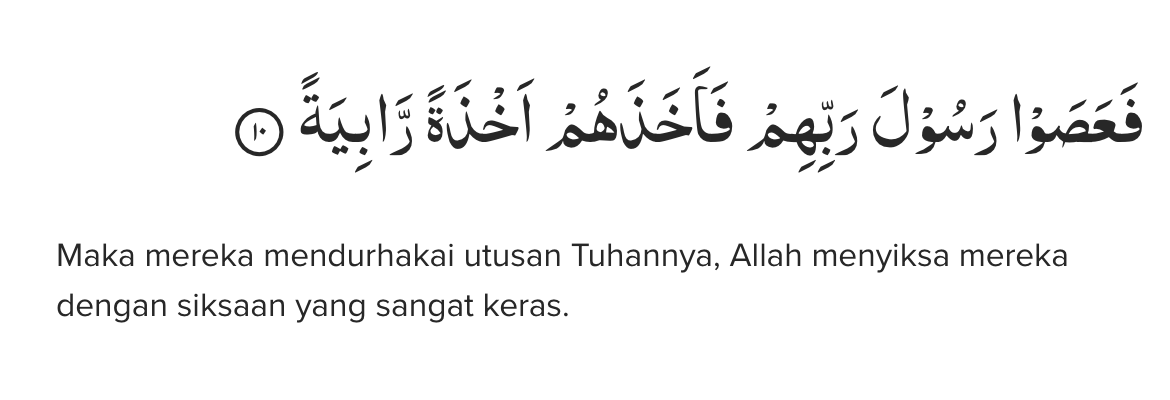 فَعَصَوْا رَسُوْلَ رَبِّهِمْ فَاَخَذَهُمْ اَخْذَةً رَّابِيَةً ۝١٠
Maka mereka mendurhakai utusan Tuhannya, Allah menyiksa mereka
dengan siksaan yang sangat keras.